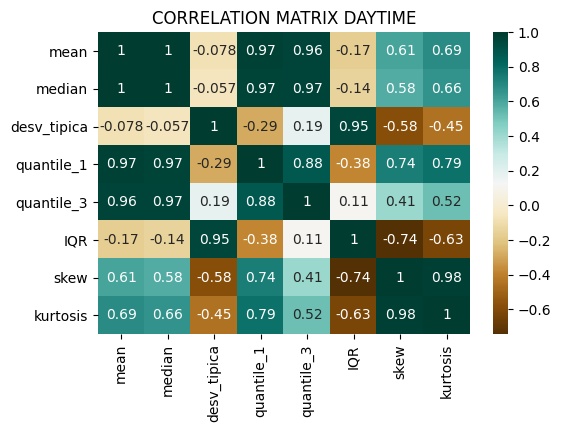 CORRELATION MATRIX DAYTIME
mean 1 1 -0.078 0.97 0.96 -0.17 0.61 0.69
median 1 1 -0.057 0.97 0.97 -0.14 0.58 0.66
desv_tipica -0.078 -0.057 1 -0.29 0.19 0.95 -0.58 -0.45
quantile_1 0.97 0.97 -0.29 1 0.88 -0.38 0.74 0.79
quantile_3 0.96 0.97 0.19 0.88 1 0.11 0.41 0.52
IQR -0.17 -0.14 0.95 -0.38 0.11 1 -0.74 -0.63
skew 0.61 0.58 -0.58 0.74 0.41 -0.74 1 0.98
kurtosis 0.69 0.66 -0.45 0.79 0.52 -0.63 0.98 1
mean median desv_tipica quantile_1 quantile_3 IQR skew kurtosis
1.0
0.8
0.6
0.4
0.2
0.0
−0.2
−0.4
−0.6